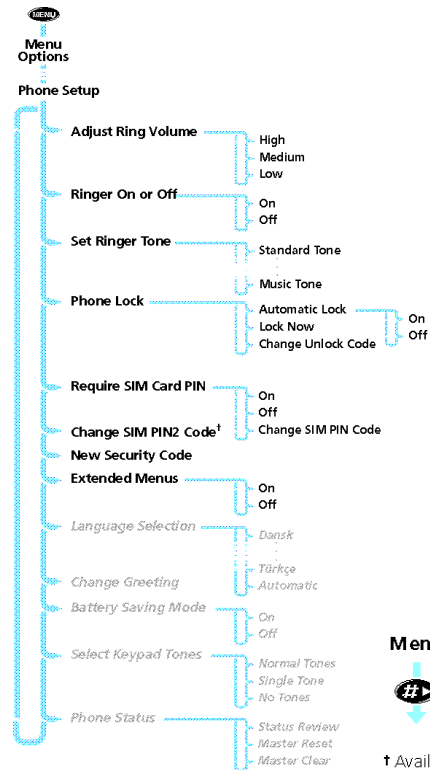 MENU
Menu
Options
Phone Setup
Adjust Ring Volume
High
Medium
Low
Ringer On or Off
On
Off
Set Ringer Tone
Standard Tone
Music Tone
Phone Lock
Automatic Lock
On
Lock Now
Off
Change Unlock Code
Require SIM Card PIN
On
Off
Change SIM PIN2 Code†
Change SIM PIN Code
New Security Code
Extended Menus
On
Off
Language Selection
Dansk
Türkçe
Change Greeting
Automatic
Battery Saving Mode
On
Off
Select Keypad Tones
Normal Tones
Single Tone
No Tones
Phone Status
Status Review
Master Reset
Master Clear
Men
#
† Avail